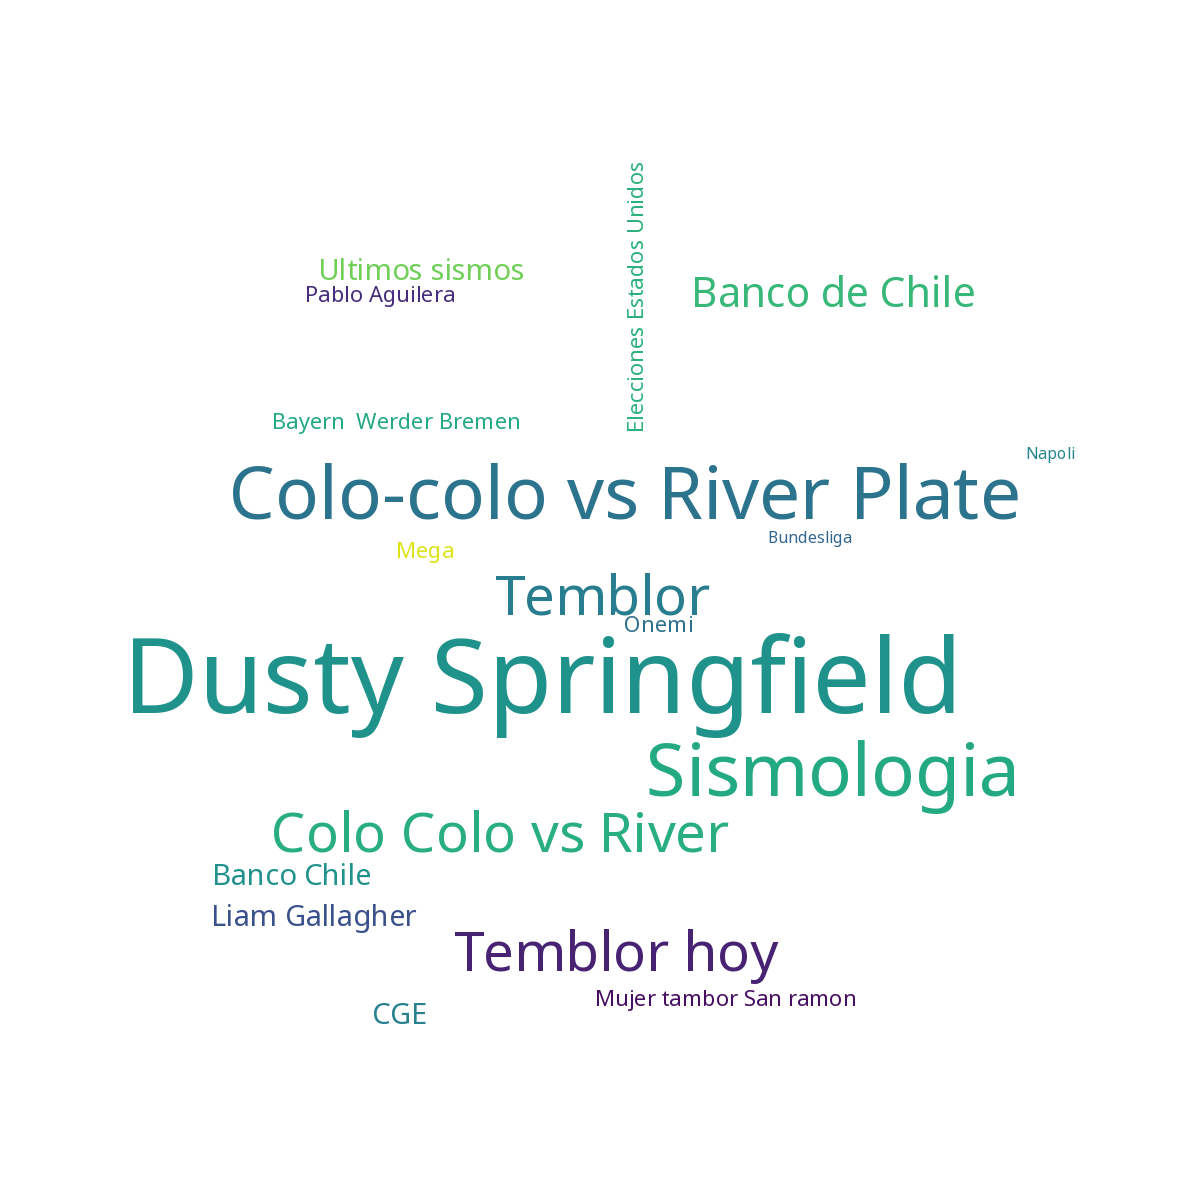 Elecciones Estados Unidos
Ultimos sismos
Banco de Chile
Pablo Aguilera
Bayern  Werder Bremen
Napoli
Colo-colo vs River Plate
Bundesliga
Mega
Temblor
Onemi
Dusty Springfield
Sismologia
Colo Colo vs River
Banco Chile
Liam Gallagher
Temblor hoy
Mujer tambor San ramon
CGE